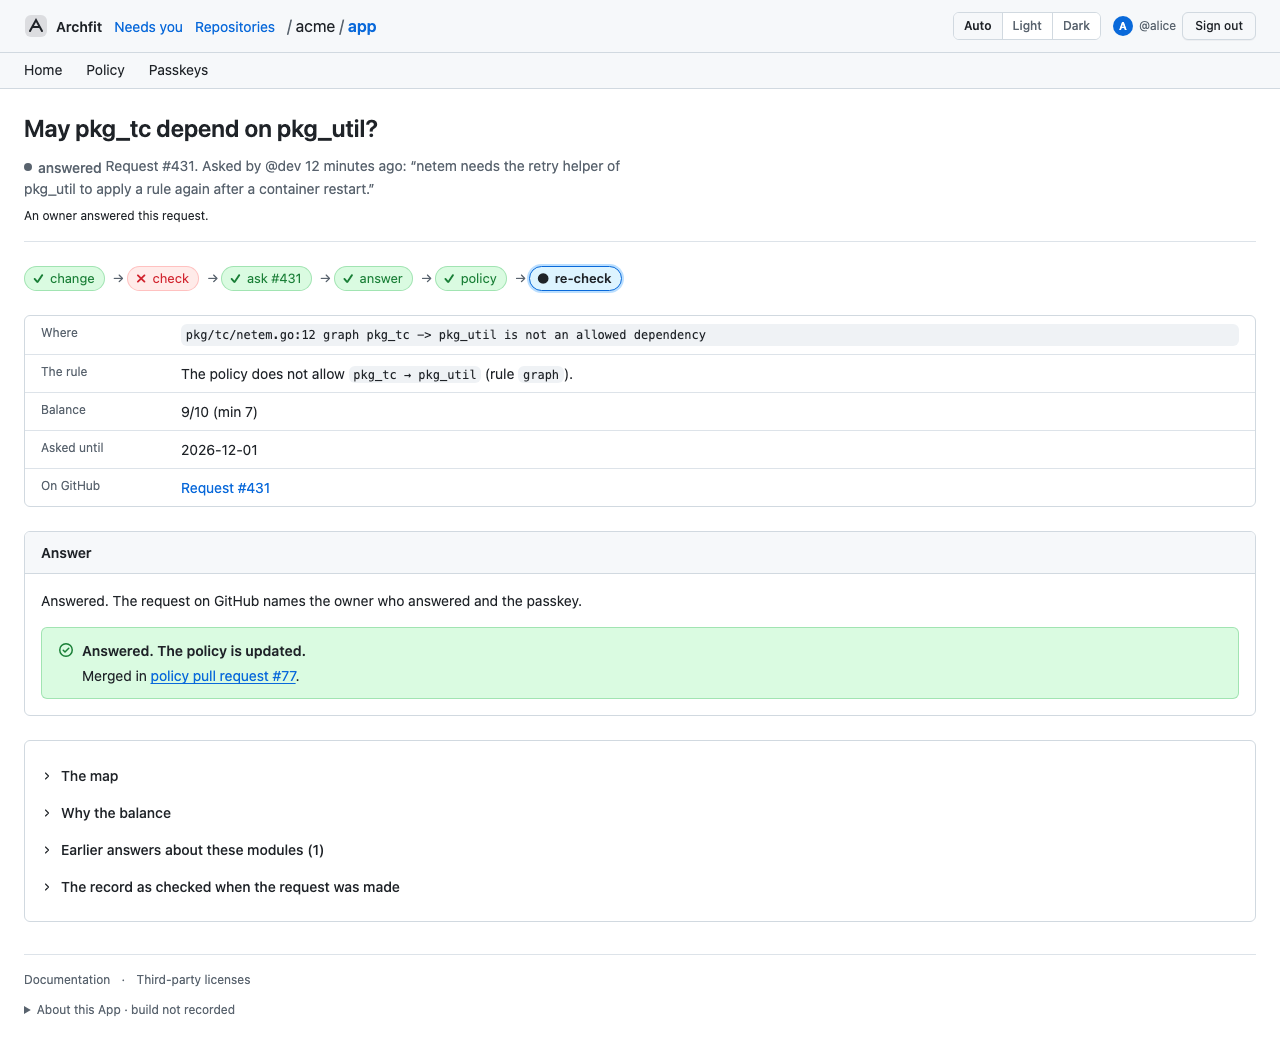 Archfit Needs you Repositories / acme / app Auto Light Dark A @alice Sign out
Home Policy Passkeys
May pkg_tc depend on pkg_util?
answered Request #431. Asked by @dev 12 minutes ago: “netem needs the retry helper of
pkg_util to apply a rule again after a container restart.”
An owner answered this request.
change → check → ask #431 → answer → policy → re-check
Where pkg/tc/netem.go:12 graph pkg_tc —> pkg_util is not an allowed dependency
The rule The policy does not allow pkg_tc → pkg_util (rule graph ).
Balance 9/10 (min 7)
Asked until 2026-12-01
On GitHub Request #431
Answer
Answered. The request on GitHub names the owner who answered and the passkey.
Answered. The policy is updated.
Merged in policy pull request #77.
The map
Why the balance
Earlier answers about these modules (1)
The record as checked when the request was made
Documentation · Third-party licenses
About this App · build not recorded